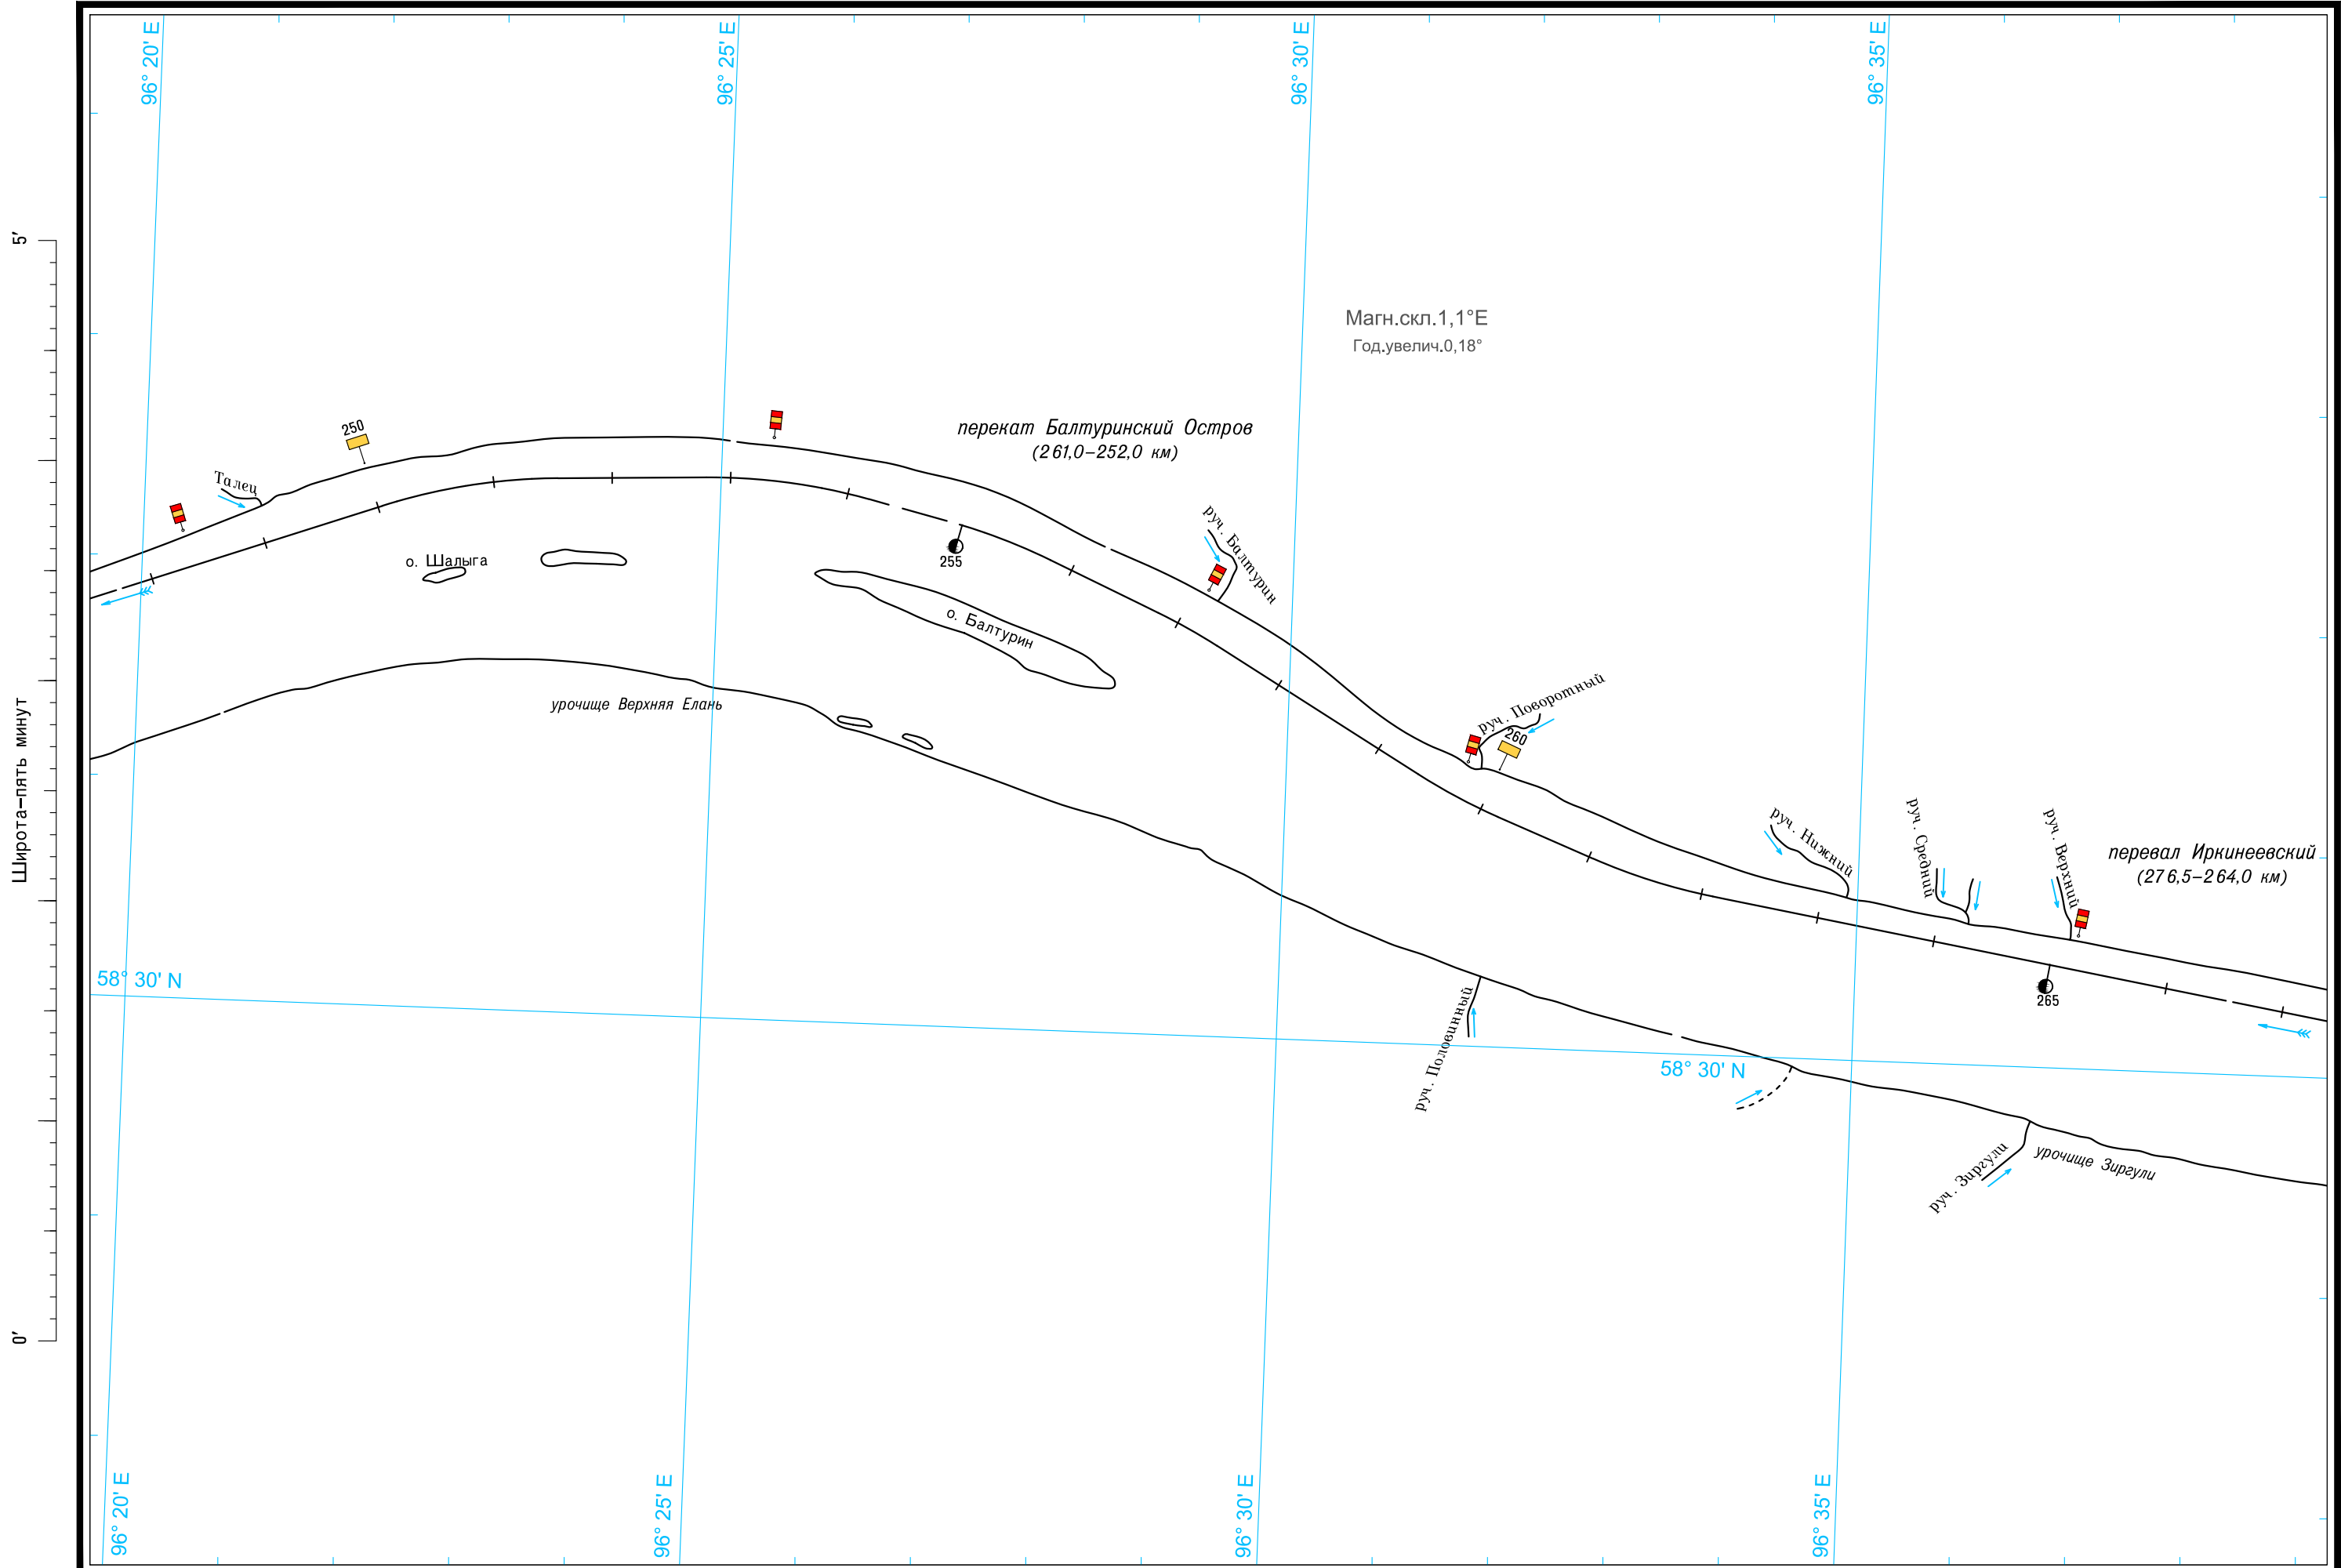 96° 20' E
96° 25' E
96° 30' E
96° 35' E
5'
Магн.скл.1,1°E
Год.увелич.0,18°
250
перекат Балтуринский Остров
(261,0–252,0 км)
Талец
о. Шалыга
255
руч. Балтурин
о. Балтурин
урочище Верхняя Елань
руч. Поворотный
260
Широта–пять минут
руч. Нижний
руч. Средний
руч. Верхний
перевал Иркинеевский
(276,5–264,0 км)
58° 30' N
265
руч. Половинный
58° 30' N
руч. Зиргули
урочище Зиргули
0'
96° 20' E
96° 25' E
96° 30' E
96° 35' E